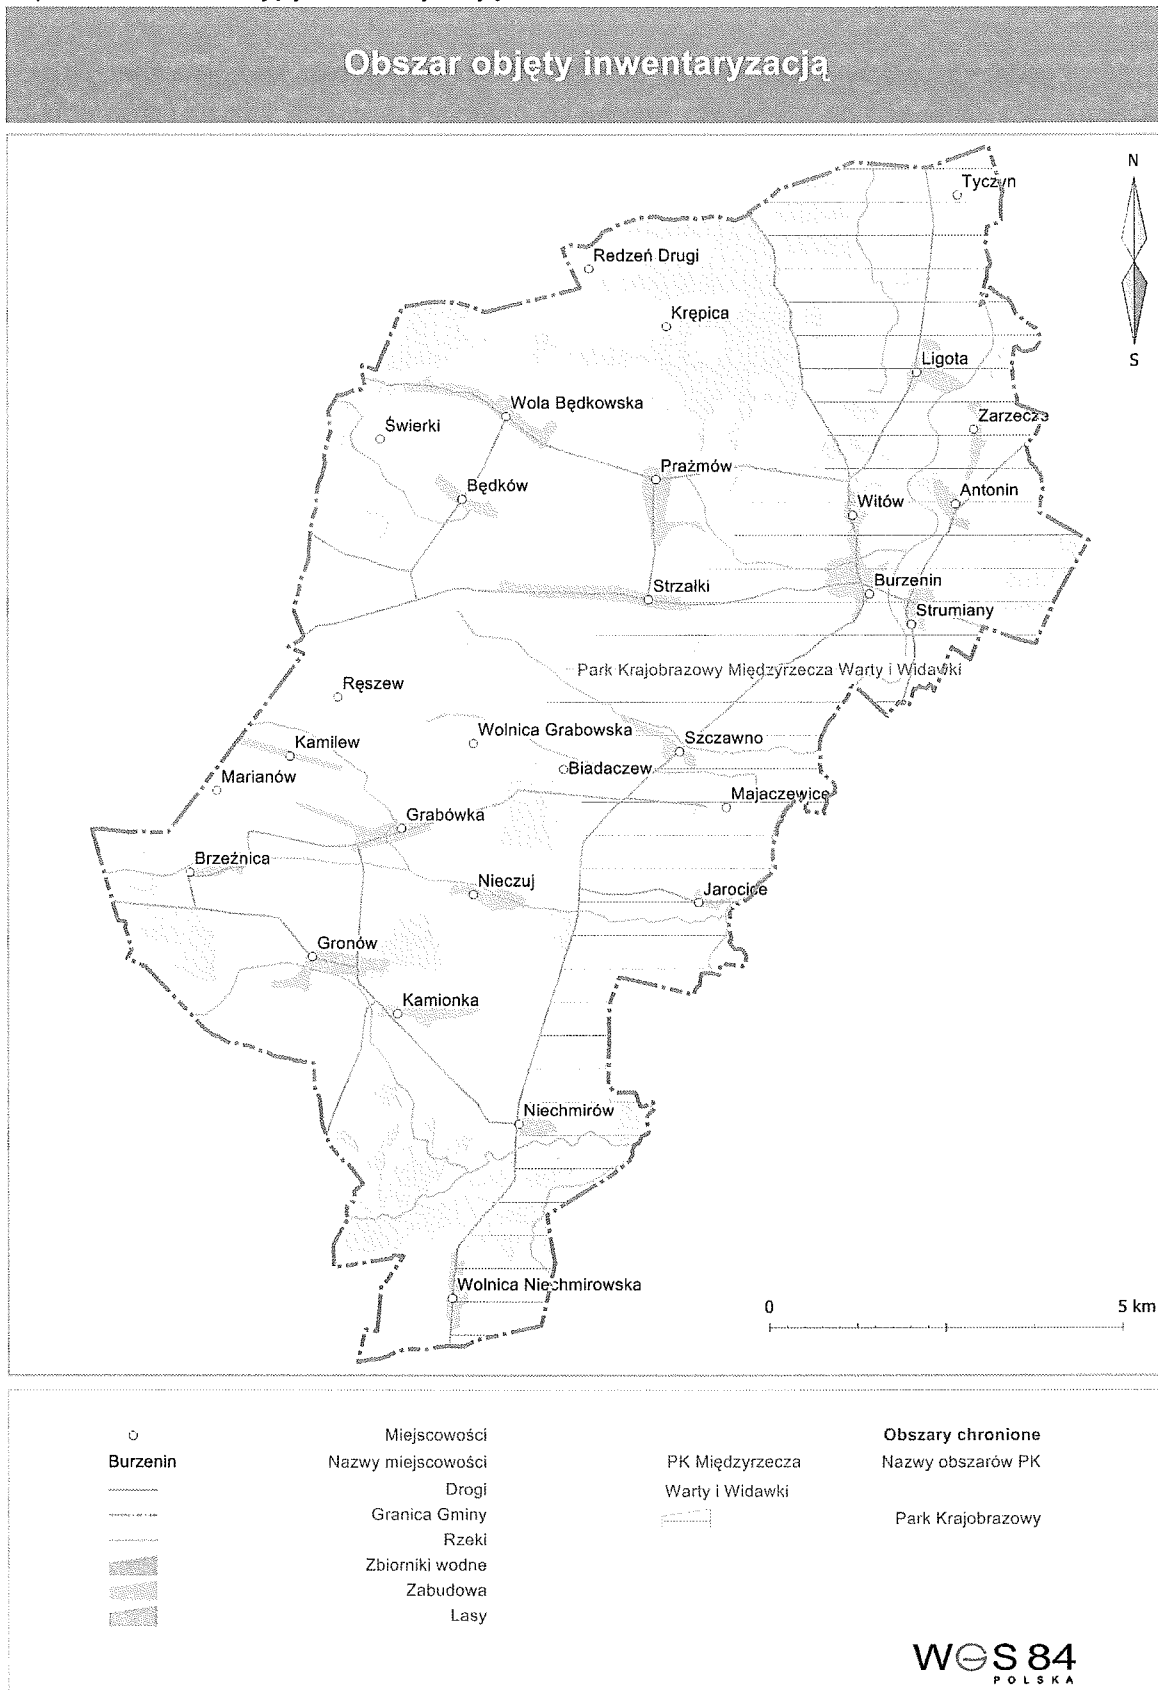 Obszar objęty inwentaryzacją
N
Tyczyn
Redzeń Drugi
Krępica
S
Ligota
Wola Będkowska
Zarzecze
Świerki
Prażmów
Będków
Antonin
Witów
Burzenin
Strzałki
Strumiany
Park Krajobrazowy Międzyrzecza Warty i Widawki
Ręszew
Wolnica Grabowska
Szczawno
Kamilew
Biadaczew
Marianów
Majaczewice
Grabówka
Brzeźnica
Nieczuj
Jarocice
Gronów
Kamionka
Niechmirów
Wolnica Niechmirowska
0 5 km
Miejscowości
Burzenin Nazwy miejscowości
Drogi
Granica Gminy
Rzeki
Zbiorniki wodne
Zabudowa
Lasy
Obszary chronione
PK Międzyrzecza Nazwy obszarów PK
Warty i Widawki
Park Krajobrazowy
WGS 84
POLSKA